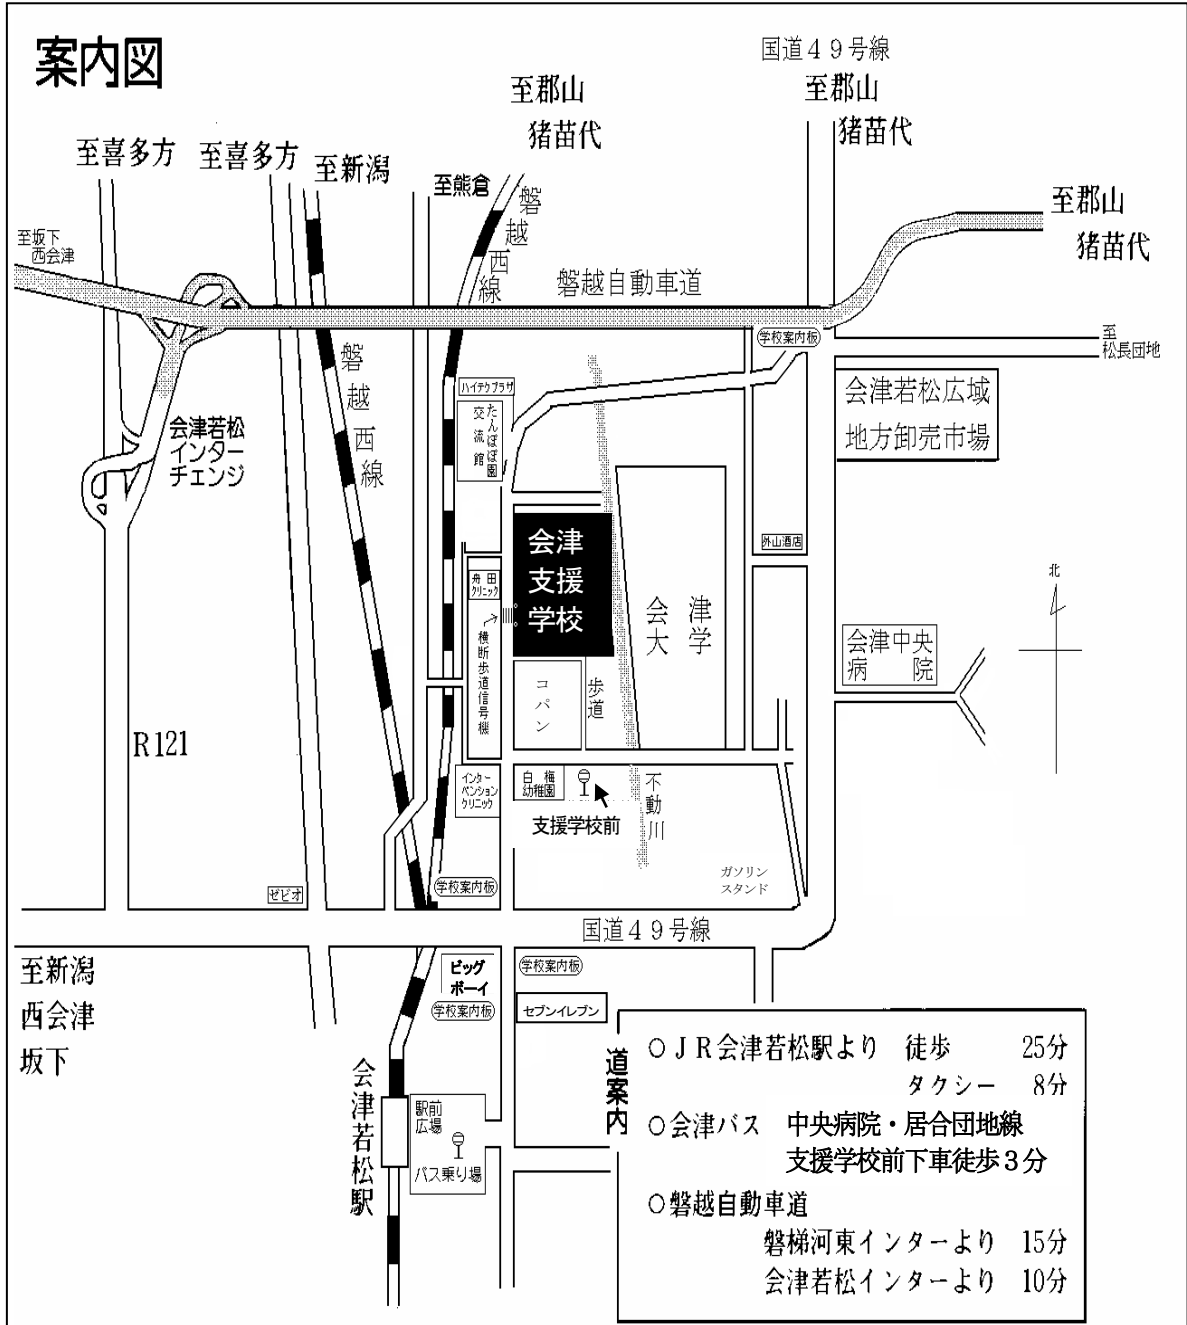 案内図
国道４９号線
至郡山
猪苗代
至郡山
猪苗代
至喜多方
至喜多方
至新潟
至熊倉
磐越西線
至郡山
猪苗代
至坂下
西会津
磐越自動車道
学校案内板
至
松長団地
磐越西線
ハイテクプラザ
たんぽぽ園
交流館
会津若松広域
地方卸売市場
会津若松
インター
チェンジ
会津
支援
学校
外山酒店
北
舟田
クリニック
横断歩道信号機
会津
大学
会津中央
病院
コパン
歩道
R121
インター
ベンション
クリニック
白梅
幼稚園
不動川
支援学校前
ガソリン
スタンド
学校案内板
ゼビオ
国道４９号線
至新潟
西会津
坂下
ビッグ
ボーイ
学校案内板
学校案内板
セブンイレブン
会津若松駅
駅前
広場
バス乗り場
道案内
○ＪＲ会津若松駅より 徒歩 25分
タクシー 8分
○会津バス 中央病院・居合団地線
支援学校前下車徒歩３分
○磐越自動車道
磐梯河東インターより 15分
会津若松インターより 10分